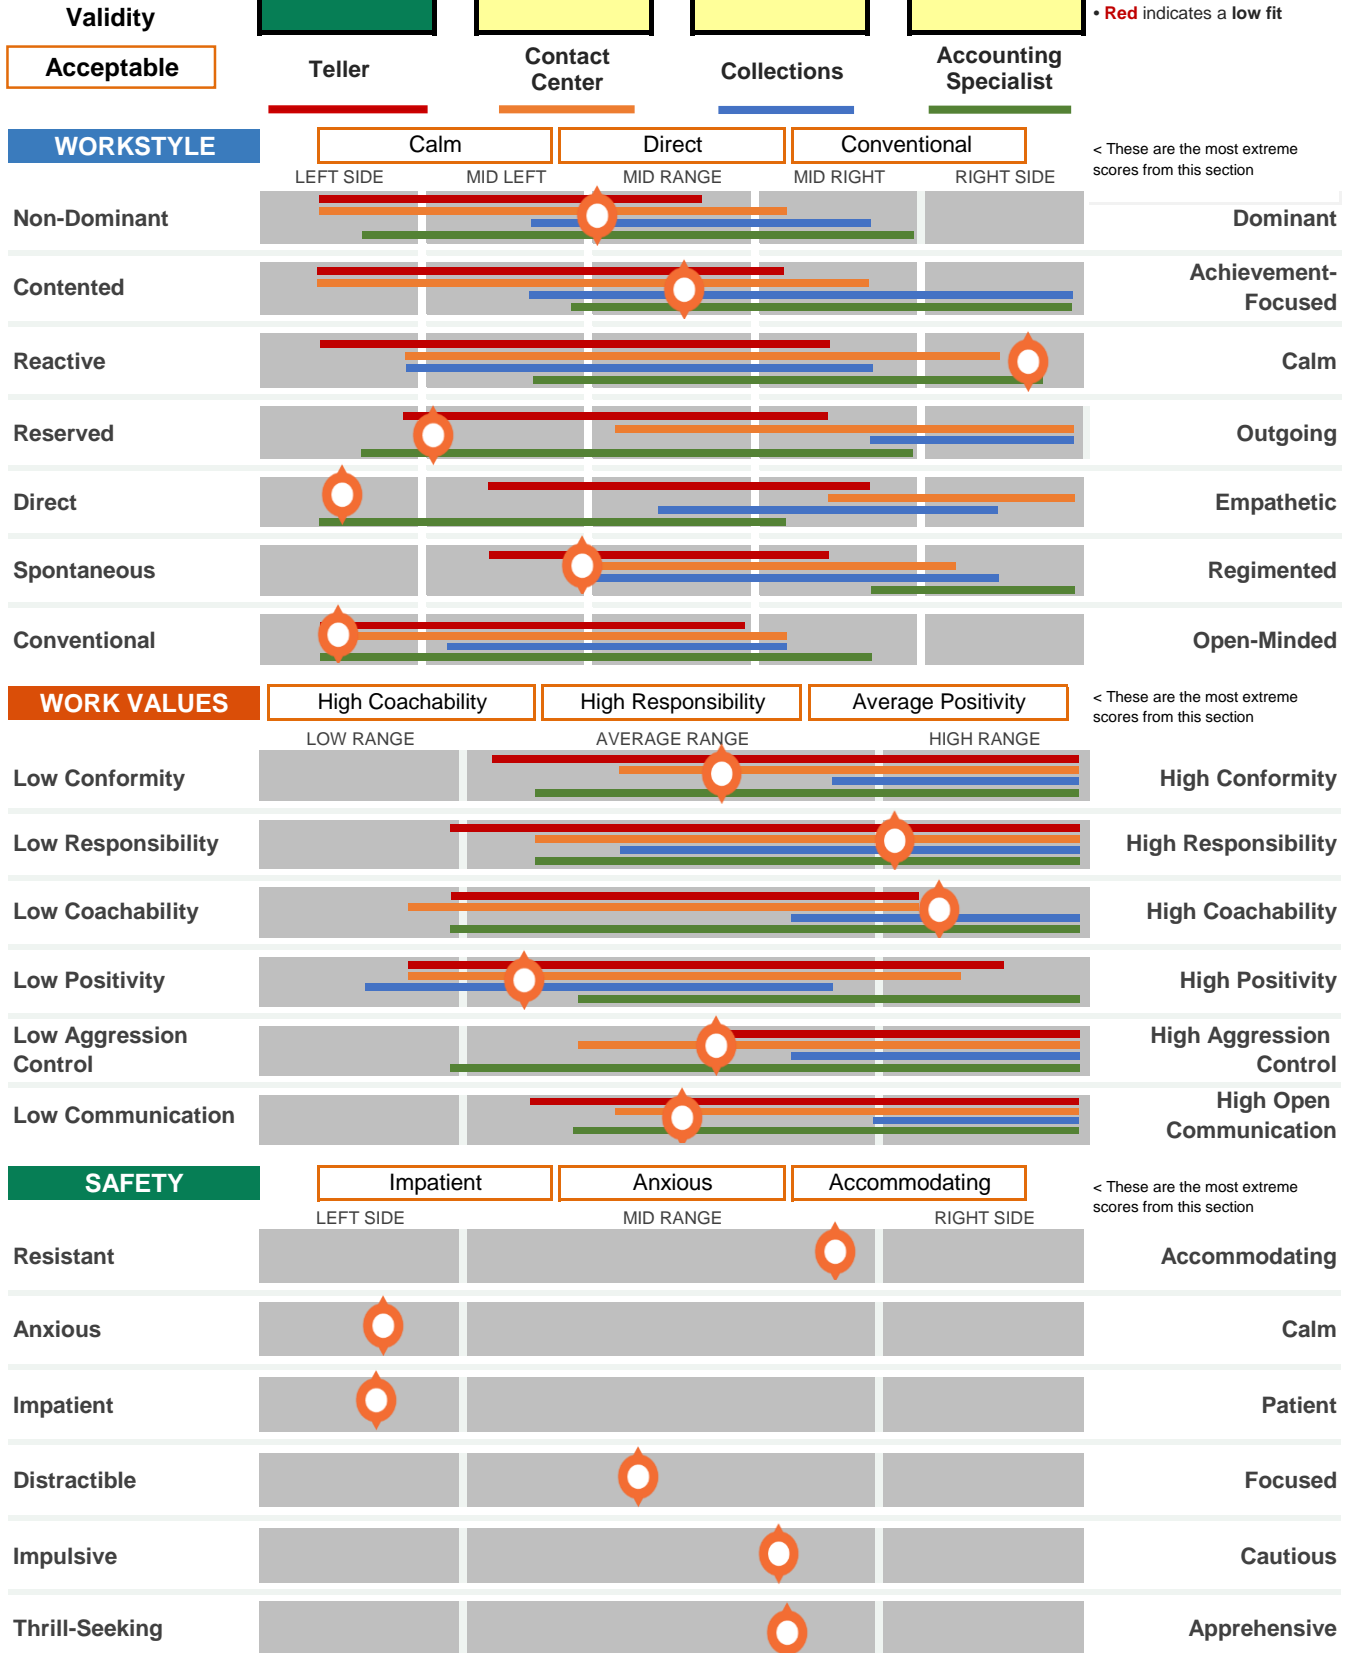 Validity
• Red indicates a low fit
Acceptable
Teller
Contact
Center
Collections
Accounting
Specialist
WORKSTYLE
Calm
Direct
Conventional
< These are the most extreme
scores from this section
LEFT SIDE
MID LEFT
MID RANGE
MID RIGHT
RIGHT SIDE
Non-Dominant
Dominant
Contented
Achievement-
Focused
Reactive
Calm
Reserved
Outgoing
Direct
Empathetic
Spontaneous
Regimented
Conventional
Open-Minded
WORK VALUES
High Coachability
High Responsibility
Average Positivity
< These are the most extreme
scores from this section
LOW RANGE
AVERAGE RANGE
HIGH RANGE
Low Conformity
High Conformity
Low Responsibility
High Responsibility
Low Coachability
High Coachability
Low Positivity
High Positivity
Low Aggression
Control
High Aggression
Control
Low Communication
High Open
Communication
SAFETY
Impatient
Anxious
Accommodating
< These are the most extreme
scores from this section
LEFT SIDE
MID RANGE
RIGHT SIDE
Resistant
Accommodating
Anxious
Calm
Impatient
Patient
Distractible
Focused
Impulsive
Cautious
Thrill-Seeking
Apprehensive